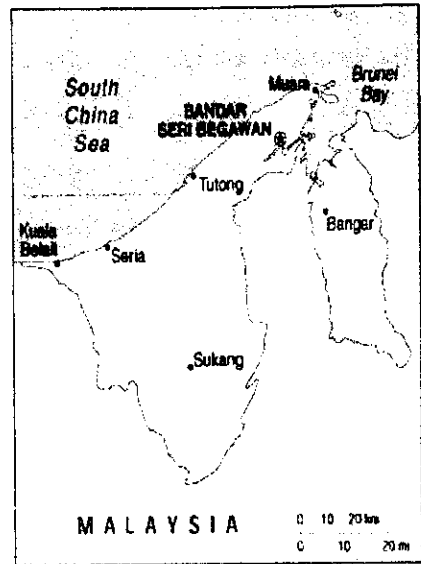 South
China
Sea
Muara
Brunei
Bay
BANDAR
SERI BEGAWAN
Tutong
Bangar
Kuala
Belait
Seria
Sukang
MALAYSIA
0 10 20 km
0 10 20 mi